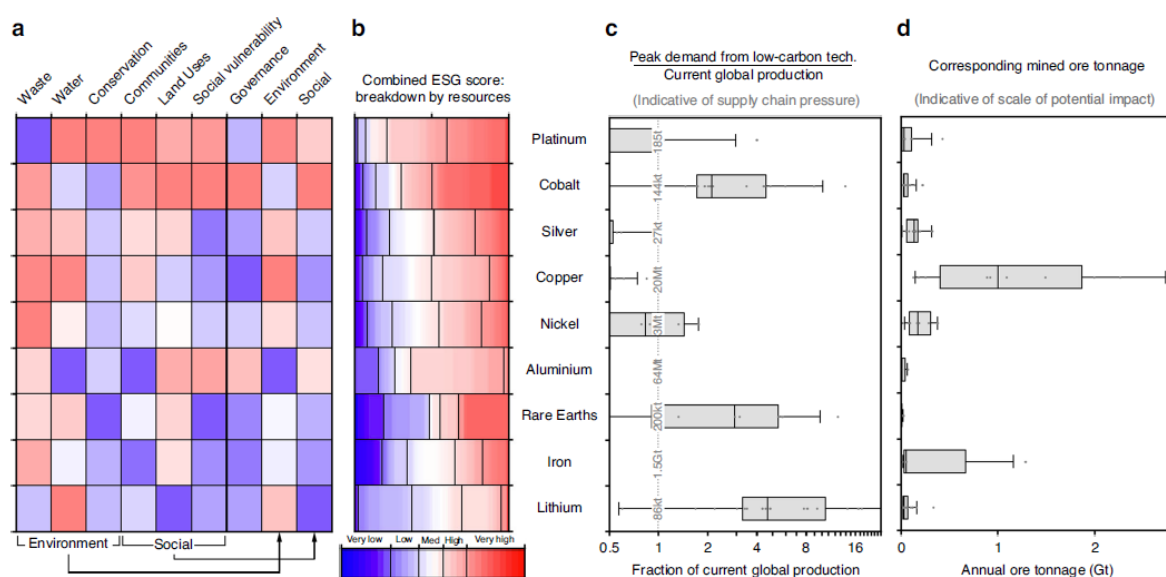 a
b
c
d
Waste
Water
Conservation
Communities
Land Uses
Social vulnerability
Governance
Environment
Social
Combined ESG score:
breakdown by resources
Peak demand from low-carbon tech.
Current global production
(Indicative of supply chain pressure)
Corresponding mined ore tonnage
(Indicative of scale of potential impact)
Platinum
185t
Cobalt
144kt
Silver
27kt
Copper
20Mt
Nickel
3Mt
Aluminium
64Mt
Rare Earths
200kt
Iron
1.5Gt
Lithium
86kt
Environment
Social
Very low
Low
Med
High
Very high
0.5 1 2 4 8 16
Fraction of current global production
0 1 2
Annual ore tonnage (Gt)